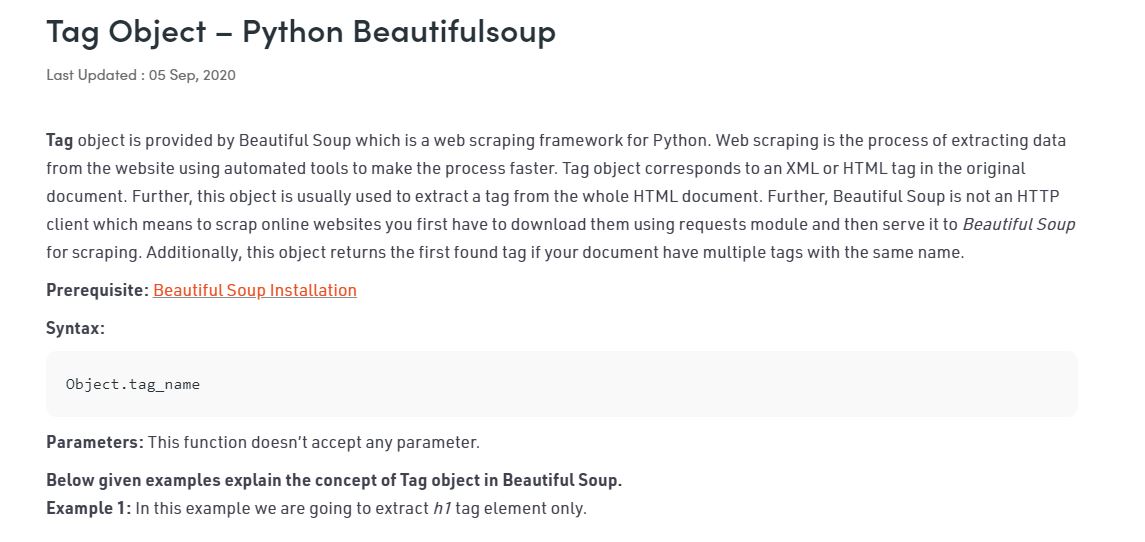 Tag Object – Python Beautifulsoup
Last Updated : 05 Sep, 2020
Tag object is provided by Beautiful Soup which is a web scraping framework for Python. Web scraping is the process of extracting data
from the website using automated tools to make the process faster. Tag object corresponds to an XML or HTML tag in the original
document. Further, this object is usually used to extract a tag from the whole HTML document. Further, Beautiful Soup is not an HTTP
client which means to scrap online websites you first have to download them using requests module and then serve it to Beautiful Soup
for scraping. Additionally, this object returns the first found tag if your document have multiple tags with the same name.
Prerequisite: Beautiful Soup Installation
Syntax:
Object.tag_name
Parameters: This function doesn’t accept any parameter.
Below given examples explain the concept of Tag object in Beautiful Soup.
Example 1: In this example we are going to extract h1 tag element only.